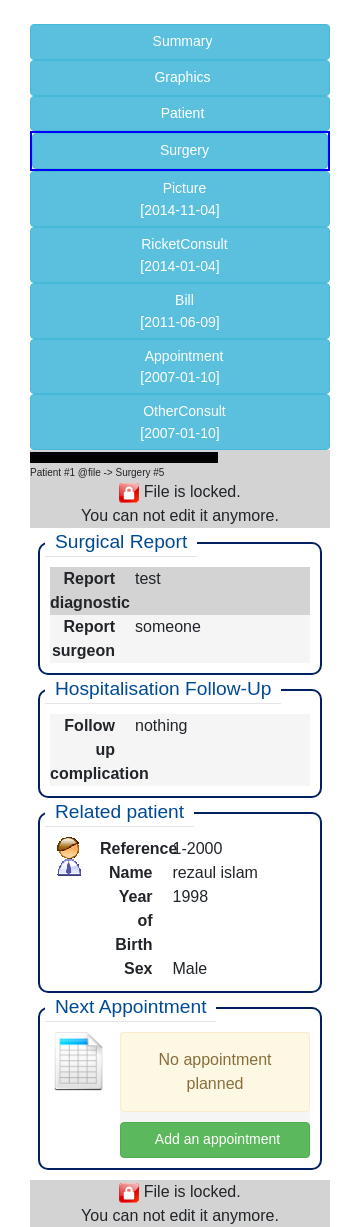 Summary
Graphics
Patient
Surgery
Picture
[2014-11-04]
RicketConsult
[2014-01-04]
Bill
[2011-06-09]
Appointment
[2007-01-10]
OtherConsult
[2007-01-10]
Patient #1 @file -> Surgery #5
File is locked.
You can not edit it anymore.
Surgical Report
Report test
diagnostic
Report someone
surgeon
Hospitalisation Follow-Up
Follow nothing
up
complication
Related patient
Reference 1-2000
Name rezaul islam
Year 1998
of
Birth
Sex Male
Next Appointment
No appointment
planned
Add an appointment
File is locked.
You can not edit it anymore.